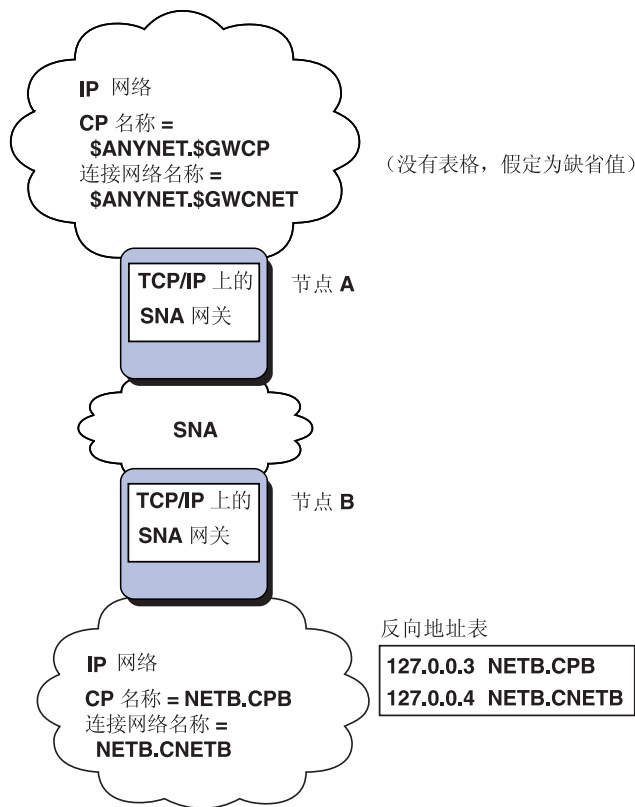 IP 网络
CP 名称 =
$ANYNET.$GWCP
连接网络名称 =
$ANYNET.$GWCNET
（没有表格，假定为缺省值）
TCP/IP 上的
SNA 网关
节点 A
SNA
TCP/IP 上的
SNA 网关
节点 B
反向地址表
127.0.0.3 NETB.CPB
127.0.0.4 NETB.CNETB
IP 网络
CP 名称 = NETB.CPB
连接网络名称 =
NETB.CNETB